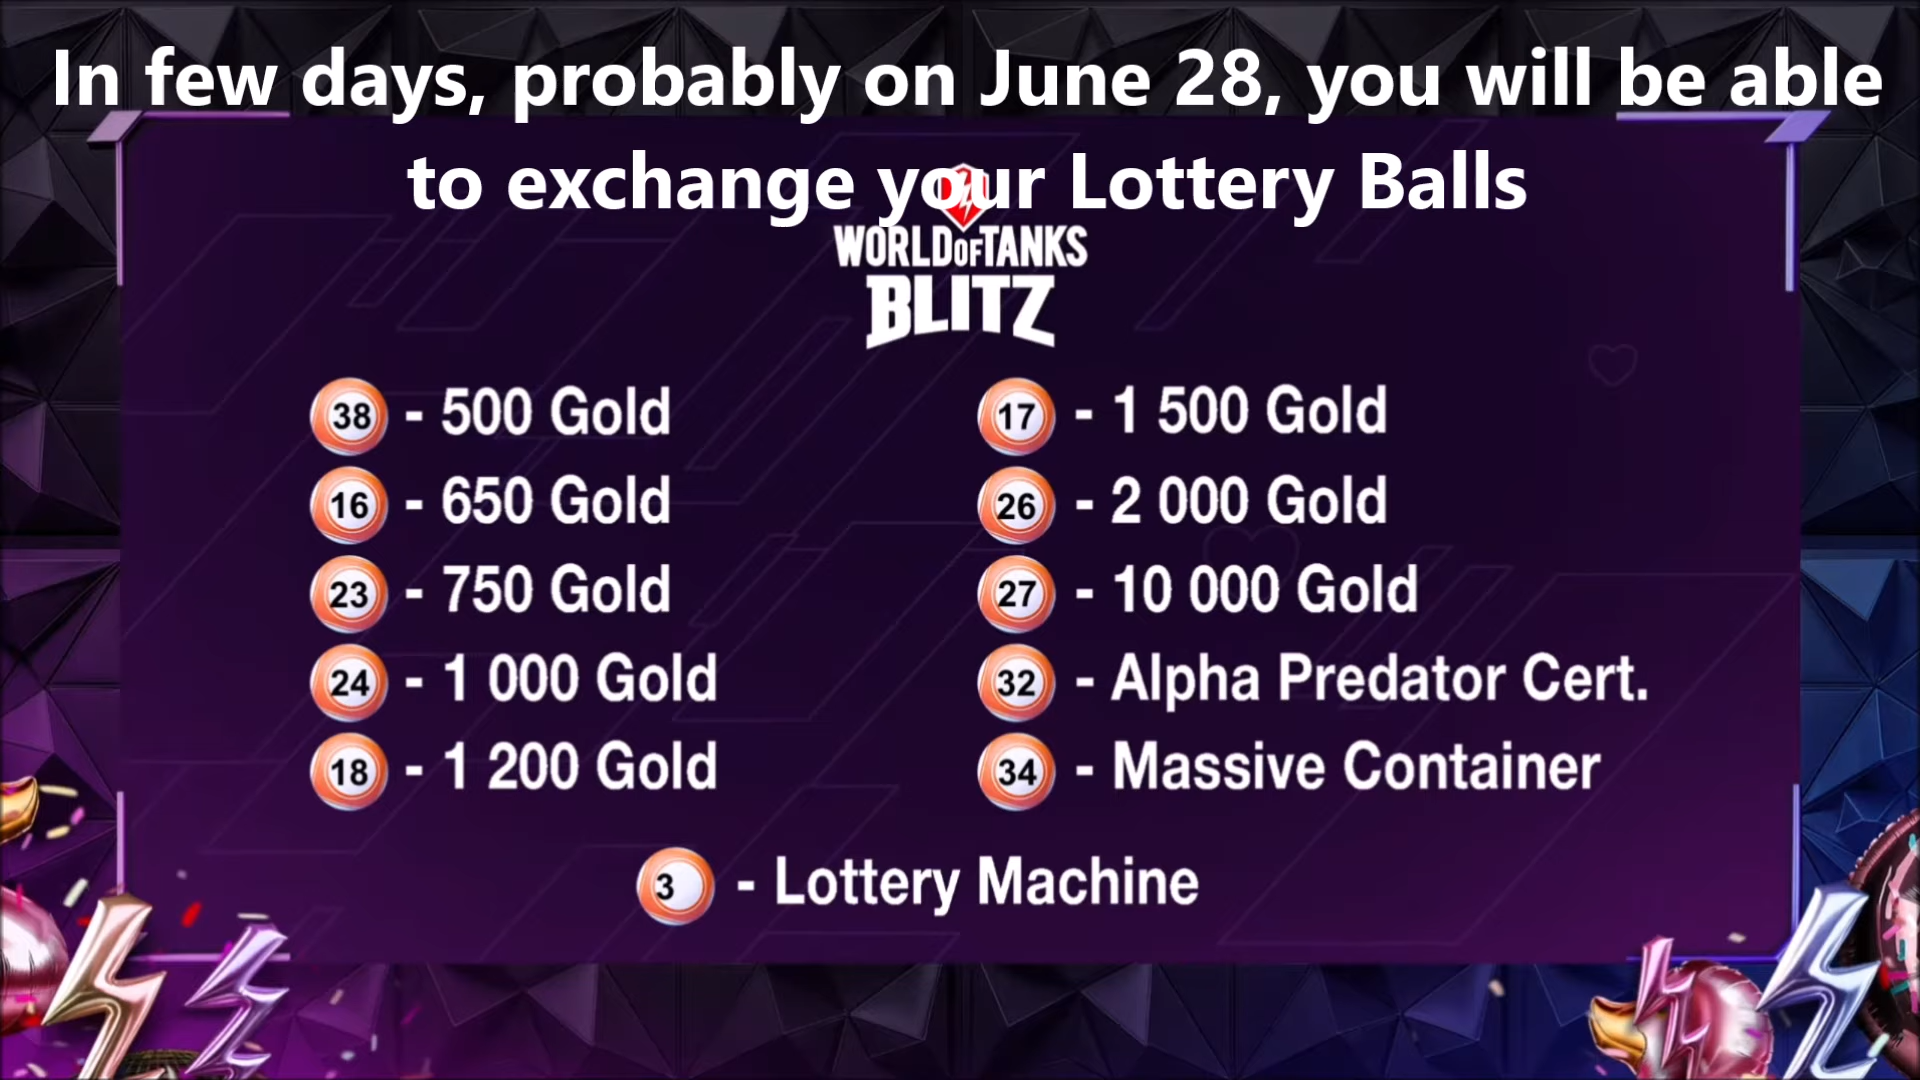 In few days, probably on June 28, you will be able
to exchange your Lottery Balls
WORLD OF TANKS
BLITZ
38 - 500 Gold
16 - 650 Gold
23 - 750 Gold
24 - 1 000 Gold
18 - 1 200 Gold
17 - 1 500 Gold
26 - 2 000 Gold
27 - 10 000 Gold
32 - Alpha Predator Cert.
34 - Massive Container
3 - Lottery Machine